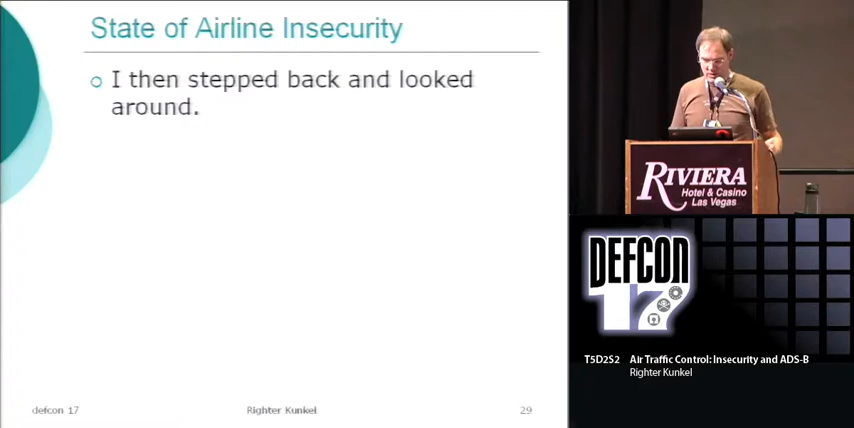 State of Airline Insecurity
I then stepped back and looked
around.
defcon 17
Righter Kunkel
29
RIVIERA
Hotel & Casino
Las Vegas
DEFCON
17
T5D2S2 Air Traffic Control: Insecurity and ADS-B
Righter Kunkel